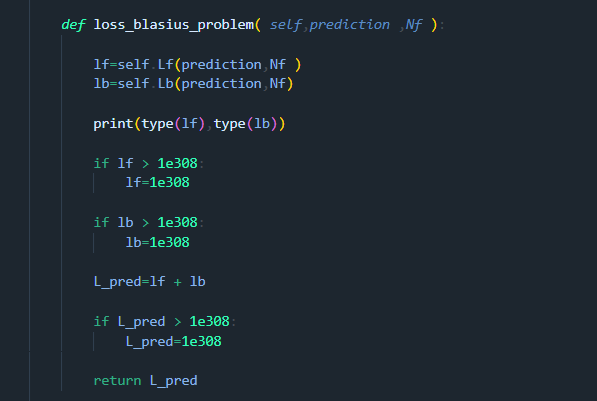 def loss_blasius_problem( self,prediction ,Nf ):
lf=self.Lf(prediction,Nf )
lb=self.Lb(prediction,Nf)
print(type(lf),type(lb))
if lf > 1e308:
lf=1e308
if lb > 1e308:
lb=1e308
L_pred=lf + lb
if L_pred > 1e308:
L_pred=1e308
return L_pred